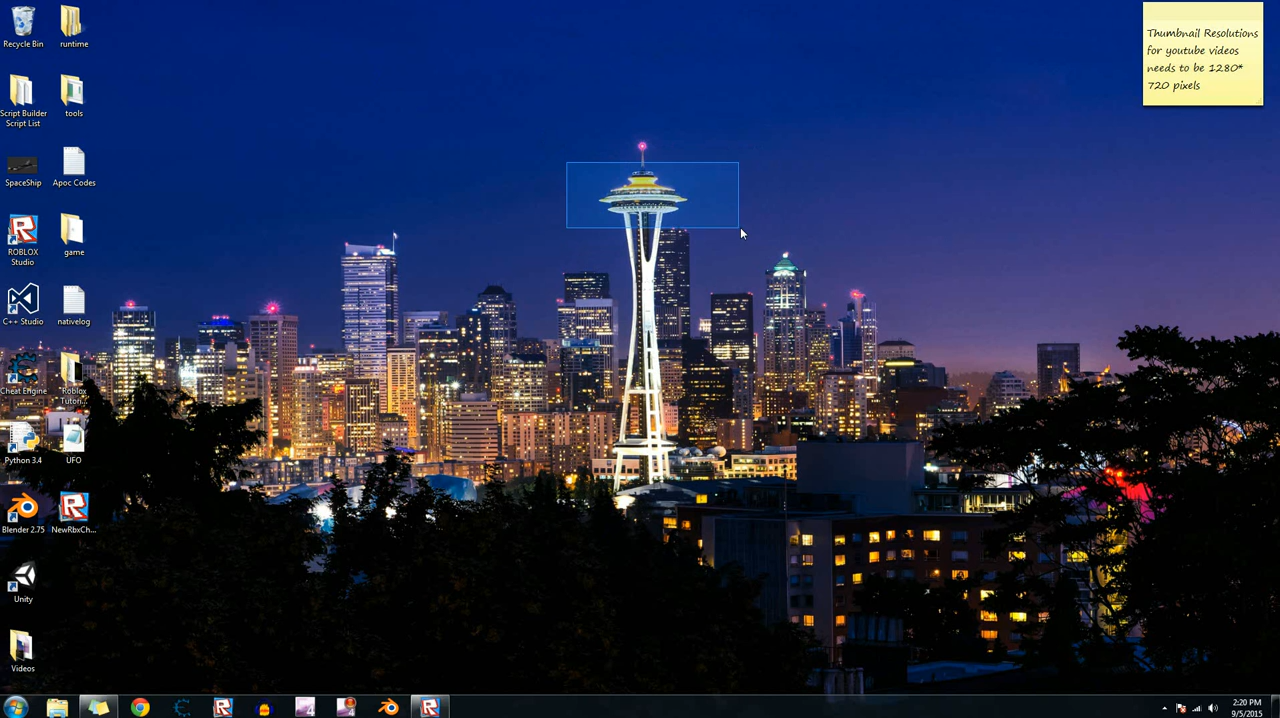 Recycle Bin
runtime
Script Builder
Script List
tools
SpaceShip
Apoc Codes
ROBLOX
Studio
game
C++ Studio
nativelog
Cheat Engine
Roblox
Tutori...
Python 3.4
UFO
Blender 2.75
NewRbxCh...
Unity
Videos
Thumbnail Resolutions
for youtube videos
needs to be 1280*
720 pixels
2:20 PM
9/5/2015